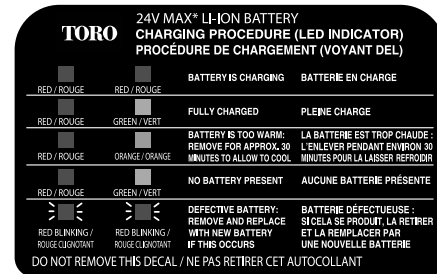 TORO
24V MAX* LI-ION BATTERY
CHARGING PROCEDURE (LED INDICATOR)
PROCÉDURE DE CHARGEMENT (VOYANT DEL)
RED / ROUGE RED / ROUGE BATTERY IS CHARGING BATTERIE EN CHARGE
RED / ROUGE GREEN / VERT FULLY CHARGED PLEINE CHARGE
BATTERY IS TOO WARM: LA BATTERIE EST TROP CHAUDE :
REMOVE FOR APPROX. 30 L'ENLEVER PENDANT ENVIRON 30
RED / ROUGE ORANGE / ORANGE MINUTES TO ALLOW TO COOL MINUTES POUR LA LAISSER REFROIDIR
RED / ROUGE GREEN / VERT NO BATTERY PRESENT AUCUNE BATTERIE PRÉSENTE
DEFECTIVE BATTERY: BATTERIE DÉFECTUEUSE :
REMOVE AND REPLACE SI CELA SE PRODUIT, LA RETIRER
RED BLINKING / RED BLINKING / WITH NEW BATTERY ET LA REMPLACER PAR
ROUGE CLIGNOTANT ROUGE CLIGNOTANT IF THIS OCCURS UNE NOUVELLE BATTERIE
DO NOT REMOVE THIS DECAL / NE PAS RETIRER CET AUTOCOLLANT